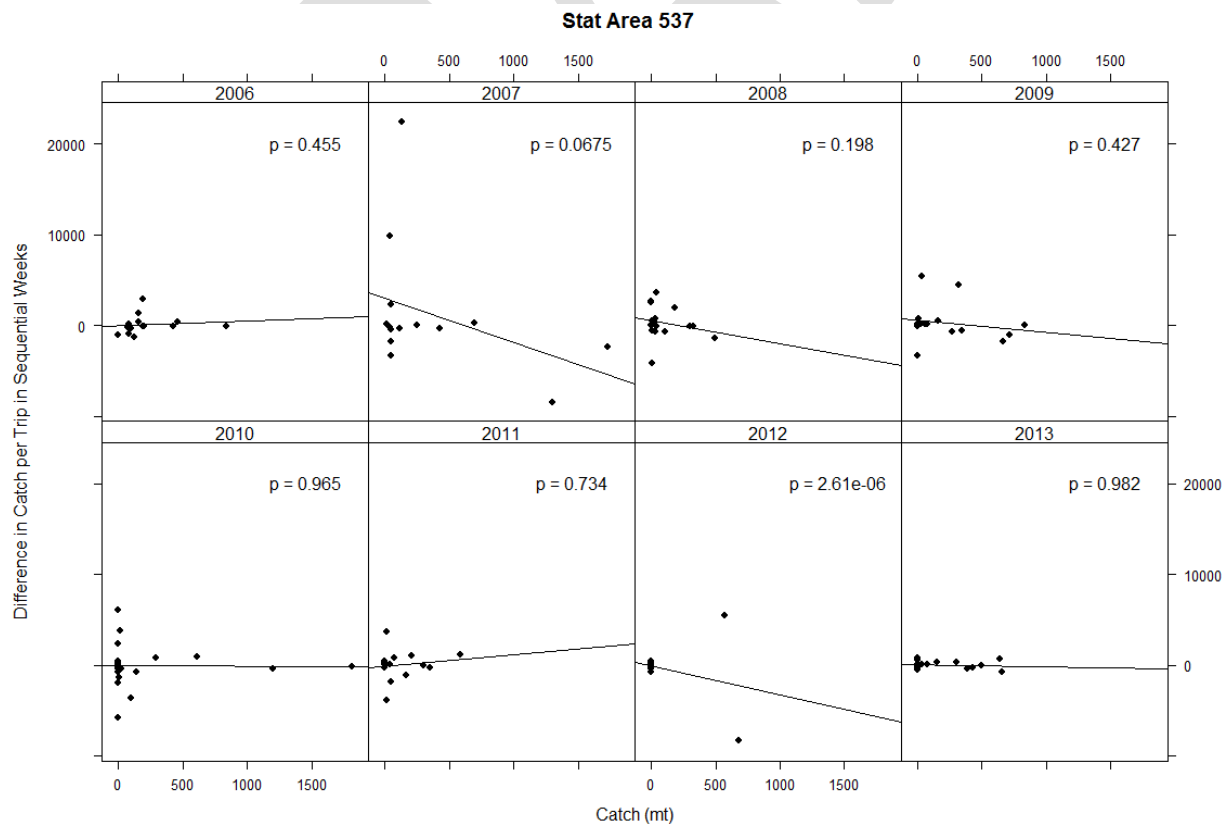 Stat Area 537
0 500 1000 1500 0 500 1000 1500
2006 2007 2008 2009
p = 0.455 p = 0.0675 p = 0.198 p = 0.427
20000
10000
0
2010 2011 2012 2013
p = 0.965 p = 0.734 p = 2.61e-06 p = 0.982
20000
10000
0
0 500 1000 1500 0 500 1000 1500
Catch (mt)
Difference in Catch per Trip in Sequential Weeks